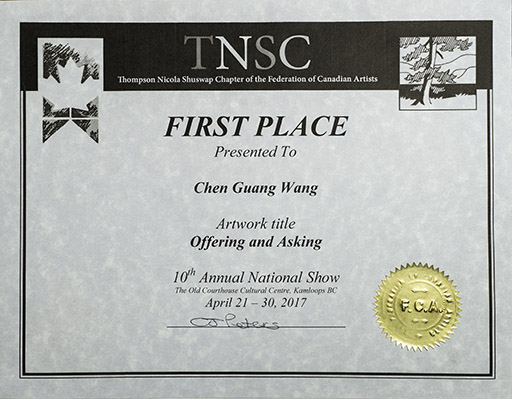 TNSC
Thompson Nicola Shuswap Chapter of the Federation of Canadian Artists
FIRST PLACE
Presented To
Chen Guang Wang
Artwork title
Offering and Asking
10th Annual National Show
The Old Courthouse Cultural Centre, Kamloops BC
April 21 – 30, 2017
Peters
F.C.A.